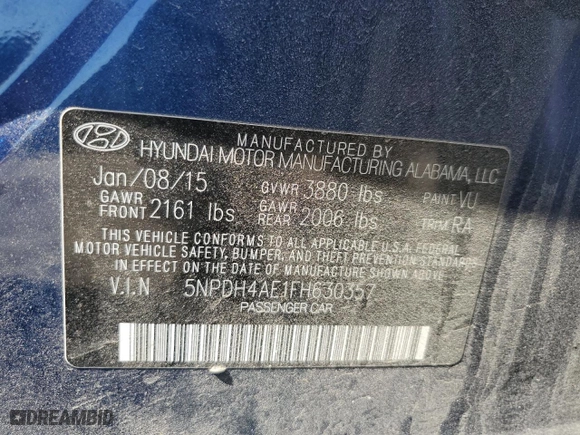 MANUFACTURED BY
HYUNDAI MOTOR MANUFACTURING ALABAMA, LLC
Jan/08/15 GVWR 3880 lbs PAINT VU
GAWR FRONT 2161 lbs GAWR REAR 2006 lbs TRIM RA
THIS VEHICLE CONFORMS TO ALL APPLICABLE U.S.A FEDERAL
MOTOR VEHICLE SAFETY, BUMPER, AND THEFT PREVENTION
STANDARDS IN EFFECT ON THE DATE OF MANUFACTURE SHOWN
ABOVE.
V.I.N 5NPDH4AE1FH630357
PASSENGER CAR
DREAMBID